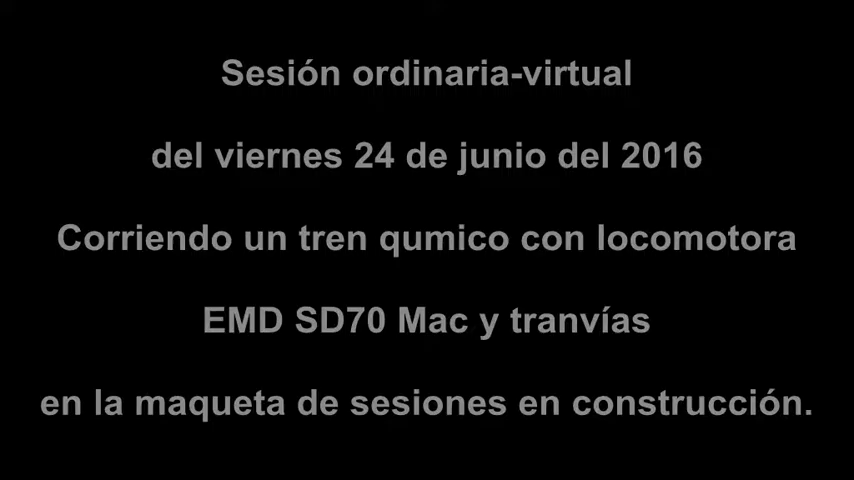 Sesión ordinaria-virtual
del viernes 24 de junio del 2016
Corriendo un tren qumico con locomotora
EMD SD70 Mac y tranvías
en la maqueta de sesiones en construcción.